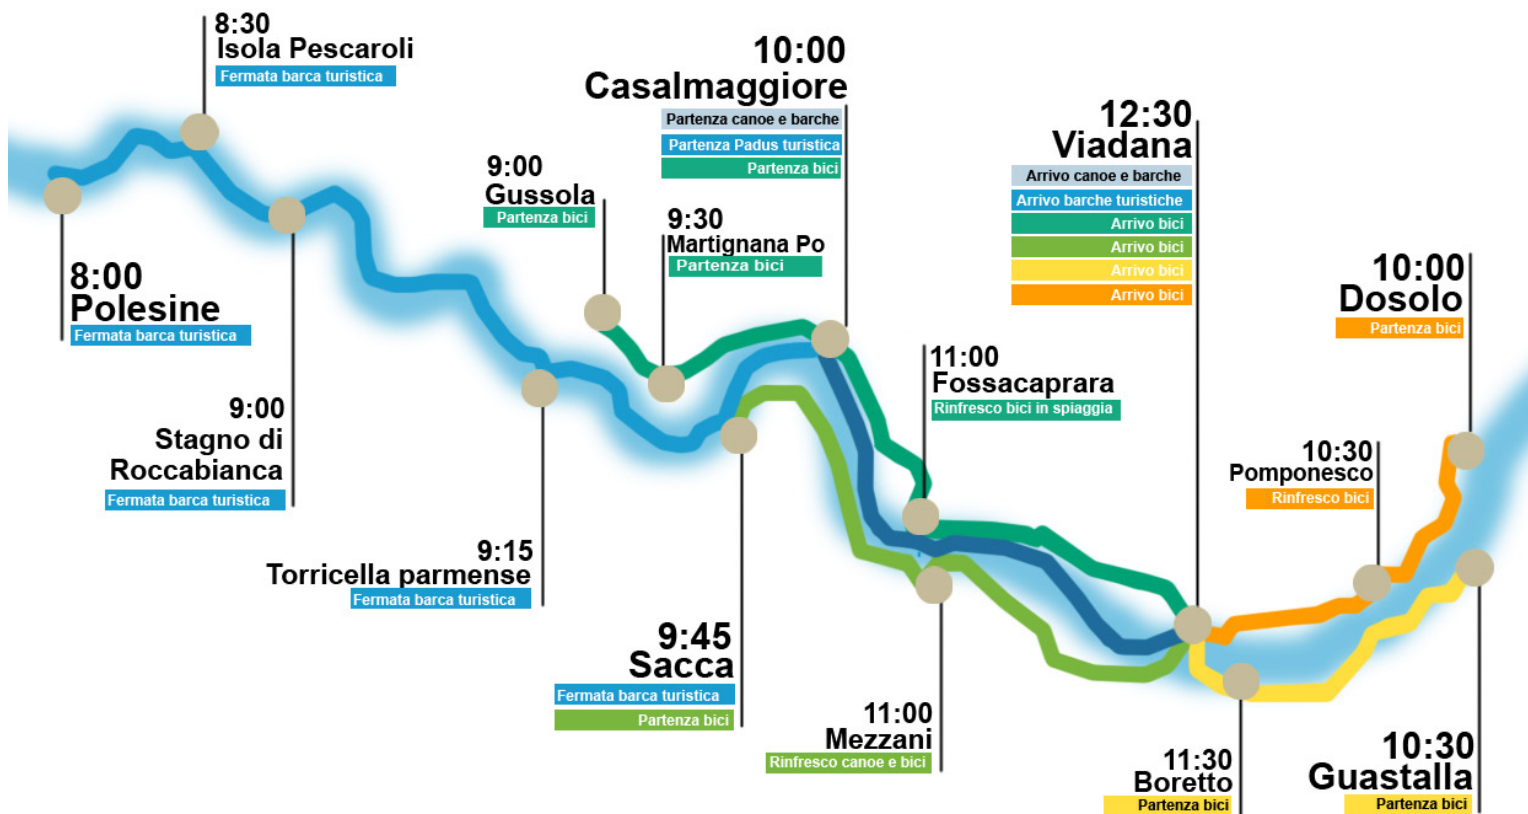 8:30
Isola Pescaroli
Fermata barca turistica
8:00
Polesine
Fermata barca turistica
9:00
Stagno di
Roccabianca
Fermata barca turistica
9:15
Torricella parmense
Fermata barca turistica
9:00
Gussola
Partenza bici
9:30
Martignana Po
Partenza bici
9:45
Sacca
Fermata barca turistica
Partenza bici
10:00
Casalmaggiore
Partenza canoe e barche
Partenza Padus turistica
Partenza bici
11:00
Fossacaprara
Rinfresco bici in spiaggia
11:00
Mezzani
Rinfresco canoe e bici
12:30
Viadana
Arrivo canoe e barche
Arrivo barche turistiche
Arrivo bici
Arrivo bici
Arrivo bici
Arrivo bici
11:30
Boretto
Partenza bici
10:30
Pomponesco
Rinfresco bici
10:00
Dosolo
Partenza bici
10:30
Guastalla
Partenza bici